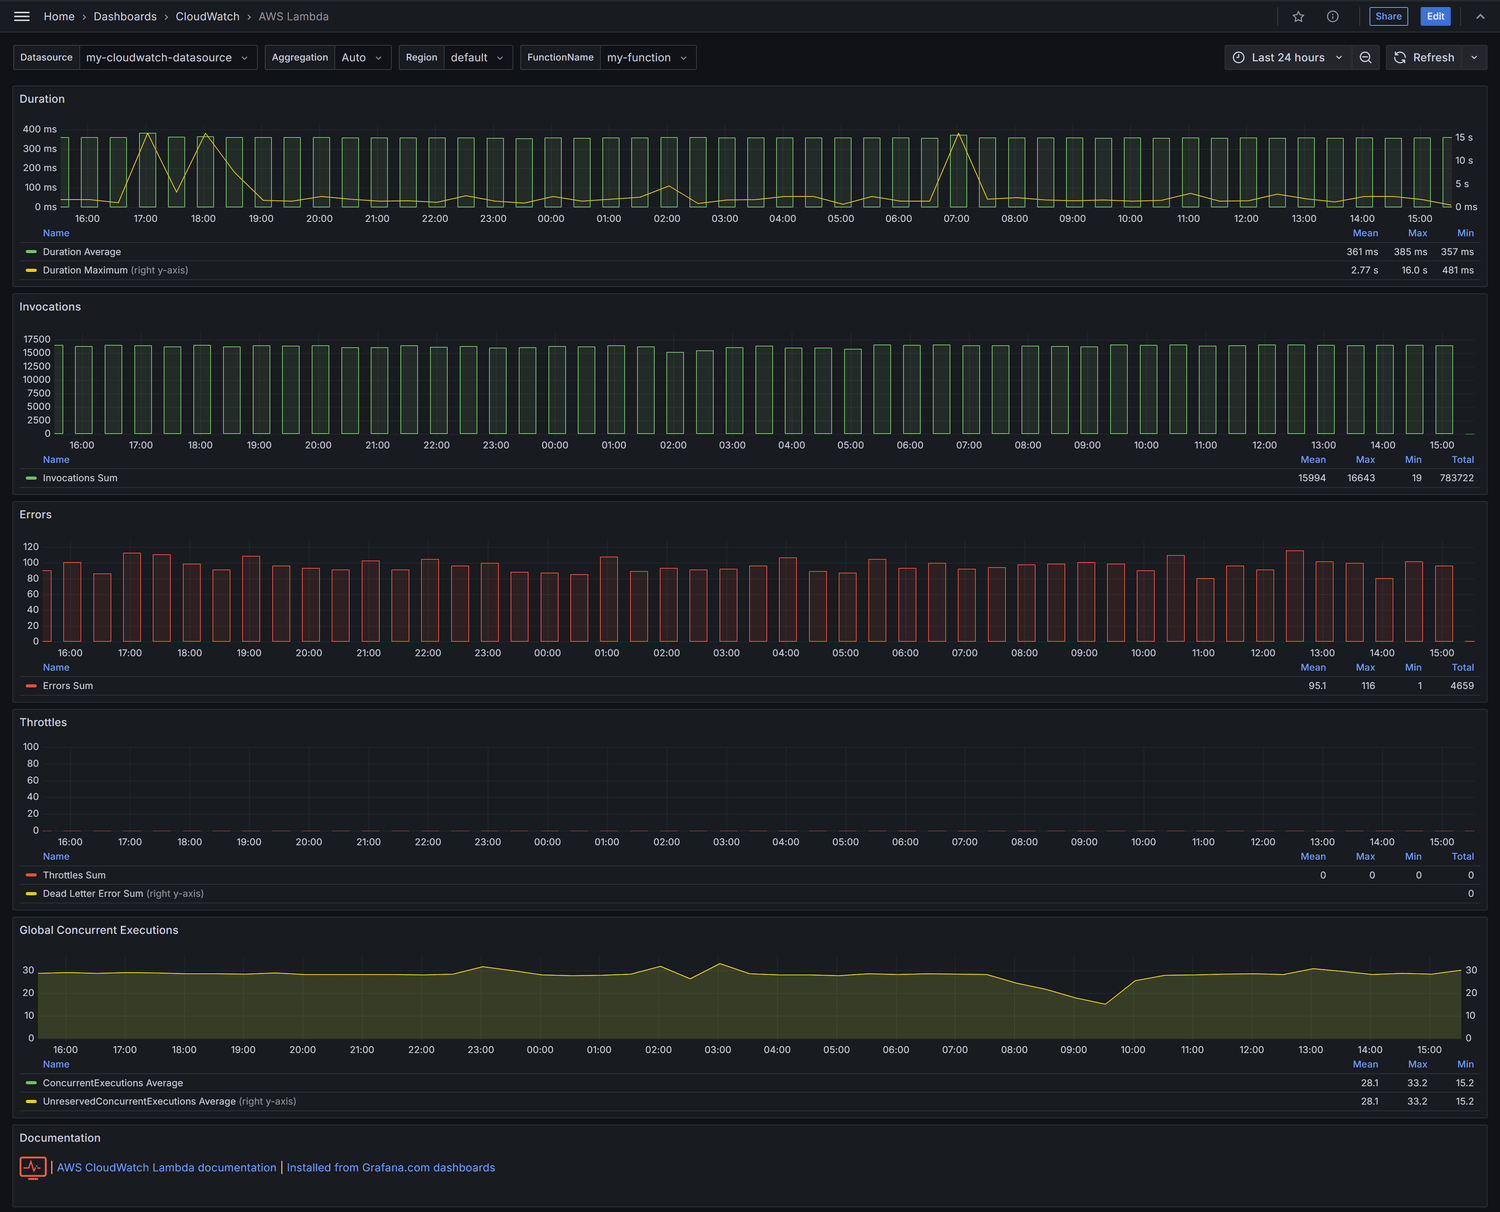 Home › Dashboards › CloudWatch › AWS Lambda Share Edit
Datasource my-cloudwatch-datasource Aggregation Auto Region default FunctionName my-function Last 24 hours Refresh
Duration
400 ms
300 ms
200 ms
100 ms
0 ms
15 s
10 s
5 s
0 ms
16:00 17:00 18:00 19:00 20:00 21:00 22:00 23:00 00:00 01:00 02:00 03:00 04:00 05:00 06:00 07:00 08:00 09:00 10:00 11:00 12:00 13:00 14:00 15:00
Name Mean Max Min
Duration Average 361 ms 385 ms 357 ms
Duration Maximum (right y-axis) 2.77 s 16.0 s 481 ms
Invocations
17500
15000
12500
10000
7500
5000
2500
0
16:00 17:00 18:00 19:00 20:00 21:00 22:00 23:00 00:00 01:00 02:00 03:00 04:00 05:00 06:00 07:00 08:00 09:00 10:00 11:00 12:00 13:00 14:00 15:00
Name Mean Max Min Total
Invocations Sum 15994 16643 19 783722
Errors
120
100
80
60
40
20
0
16:00 17:00 18:00 19:00 20:00 21:00 22:00 23:00 00:00 01:00 02:00 03:00 04:00 05:00 06:00 07:00 08:00 09:00 10:00 11:00 12:00 13:00 14:00 15:00
Name Mean Max Min Total
Errors Sum 95.1 116 1 4659
Throttles
100
80
60
40
20
0
16:00 17:00 18:00 19:00 20:00 21:00 22:00 23:00 00:00 01:00 02:00 03:00 04:00 05:00 06:00 07:00 08:00 09:00 10:00 11:00 12:00 13:00 14:00 15:00
Name Mean Max Min Total
Throttles Sum 0 0 0 0
Dead Letter Error Sum (right y-axis) 0
Global Concurrent Executions
30
20
10
0
30
20
10
0
16:00 17:00 18:00 19:00 20:00 21:00 22:00 23:00 00:00 01:00 02:00 03:00 04:00 05:00 06:00 07:00 08:00 09:00 10:00 11:00 12:00 13:00 14:00 15:00
Name Mean Max Min
ConcurrentExecutions Average 28.1 33.2 15.2
UnreservedConcurrentExecutions Average (right y-axis) 28.1 33.2 15.2
Documentation
| AWS CloudWatch Lambda documentation | Installed from Grafana.com dashboards